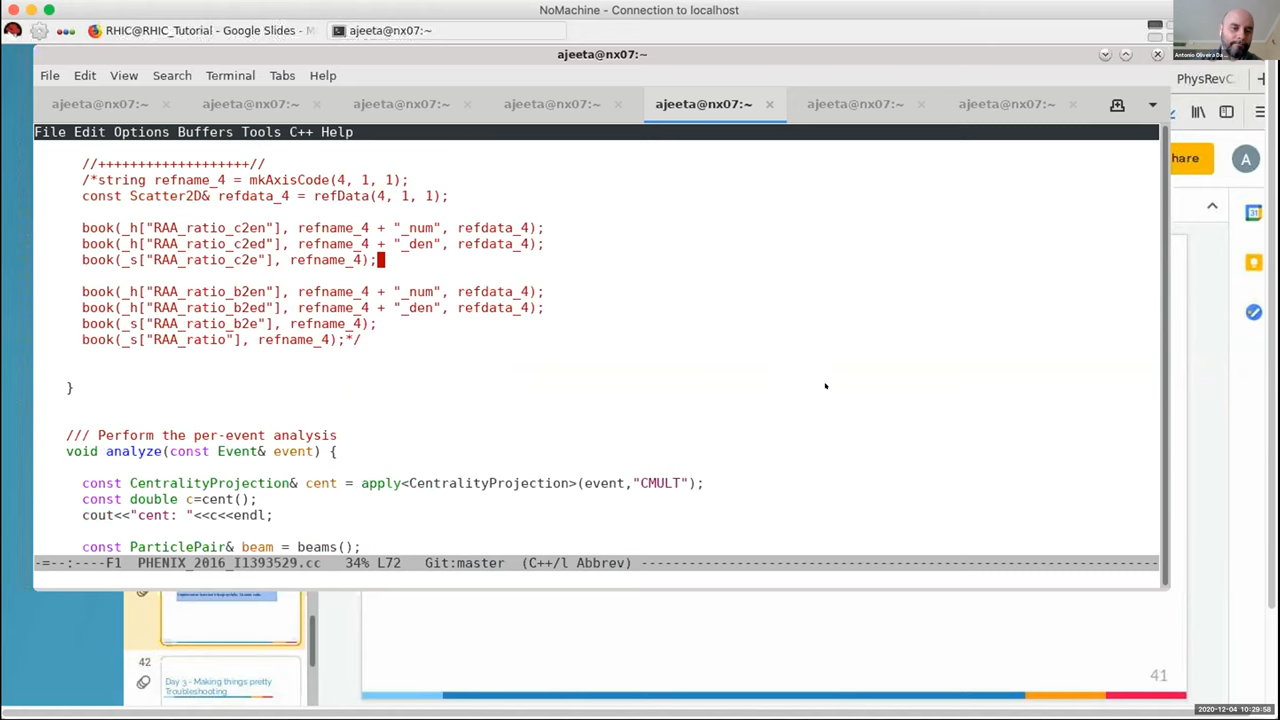 NoMachine - Connection to localhost
RHIC@RHIC_Tutorial - Google Slides - M
ajeeta@nx07:~
ajeeta@nx07:~
File Edit View Search Terminal Tabs Help
PhysRevC
ajeeta@nx07:~ ajeeta@nx07:~ ajeeta@nx07:~ ajeeta@nx07:~ ajeeta@nx07:~ ajeeta@nx07:~ ajeeta@nx07:~
File Edit Options Buffers Tools C++ Help
hare
A
//+++++++++++++++++++//
/*string refname_4 = mkAxisCode(4, 1, 1);
const Scatter2D& refdata_4 = refData(4, 1, 1);
book(_h["RAA_ratio_c2en"], refname_4 + "_num", refdata_4);
book(_h["RAA_ratio_c2ed"], refname_4 + "_den", refdata_4);
book(_s["RAA_ratio_c2e"], refname_4);
book(_h["RAA_ratio_b2en"], refname_4 + "_num", refdata_4);
book(_h["RAA_ratio_b2ed"], refname_4 + "_den", refdata_4);
book(_s["RAA_ratio_b2e"], refname_4);
book(_s["RAA_ratio"], refname_4);*/
}
/// Perform the per-event analysis
void analyze(const Event& event) {
const CentralityProjection& cent = apply<CentralityProjection>(event,"CMULT");
const double c=cent();
cout<<"cent: "<<c<<endl;
const ParticlePair& beam = beams();
-=--:----F1 PHENIX_2016_I1393529.cc 34% L72 Git:master (C++/l Abbrev)
42
Day 3 - Making things pretty
Troubleshooting
41
2020-12-04 10:29:58